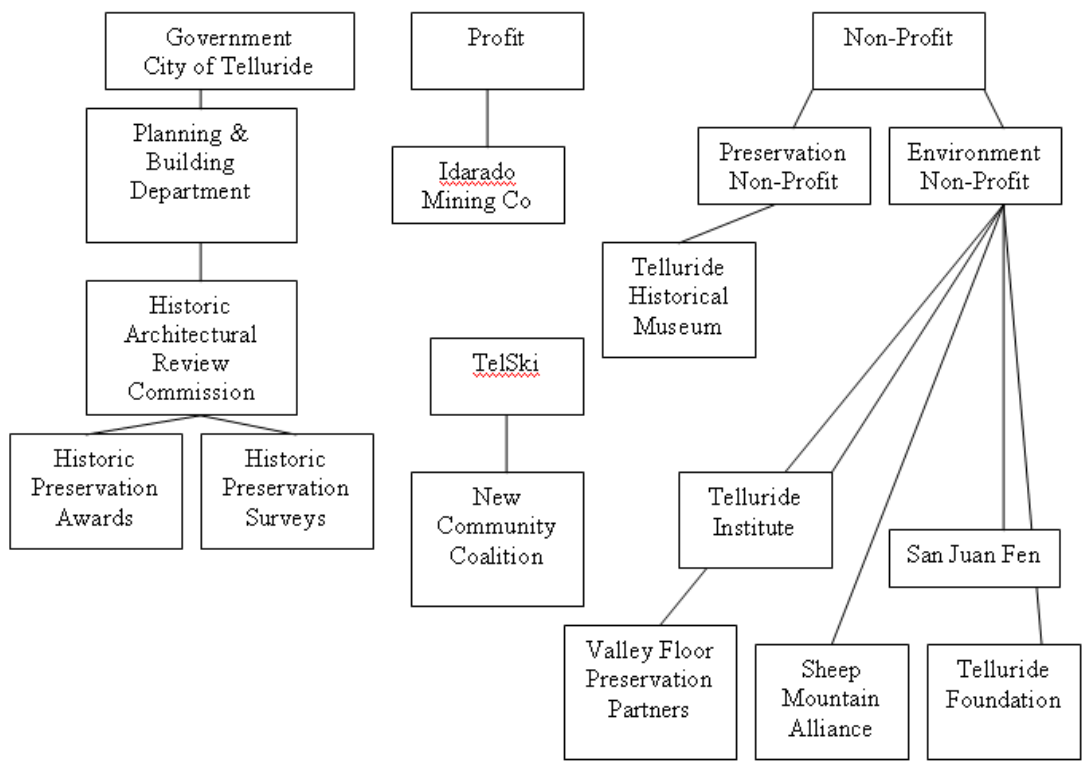 Government
City of Telluride
Planning &
Building
Department
Historic
Architectural
Review
Commission
Historic
Preservation
Awards
Historic
Preservation
Surveys
Profit
Idarado
Mining Co
TelSki
New
Community
Coalition
Non-Profit
Preservation
Non-Profit
Environment
Non-Profit
Telluride
Historical
Museum
Telluride
Institute
San Juan Fen
Valley Floor
Preservation
Partners
Sheep
Mountain
Alliance
Telluride
Foundation